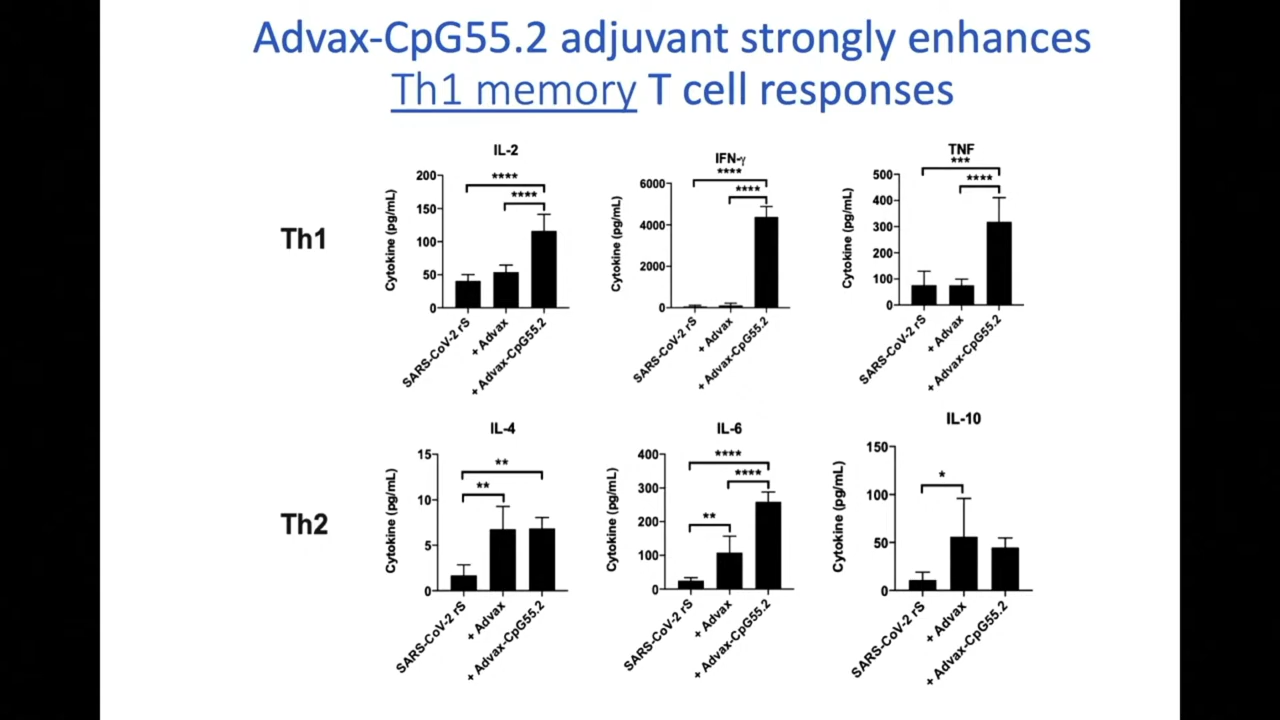 Advax-CpG55.2 adjuvant strongly enhances
Th1 memory T cell responses
Th1
IL-2
****
****
Cytokine (pg/mL)
200
150
100
50
0
SARS-CoV-2 rS
+ Advax
+ Advax-CpG55.2
IFN-γ
****
****
Cytokine (pg/mL)
6000
4000
2000
0
SARS-CoV-2 rS
+ Advax
+ Advax-CpG55.2
TNF
***
****
Cytokine (pg/mL)
500
400
300
200
100
0
SARS-CoV-2 rS
+ Advax
+ Advax-CpG55.2
Th2
IL-4
**
**
Cytokine (pg/mL)
15
10
5
0
SARS-CoV-2 rS
+ Advax
+ Advax-CpG55.2
IL-6
****
****
**
Cytokine (pg/mL)
400
300
200
100
0
SARS-CoV-2 rS
+ Advax
+ Advax-CpG55.2
IL-10
*
Cytokine (pg/mL)
150
100
50
0
SARS-CoV-2 rS
+ Advax
+ Advax-CpG55.2